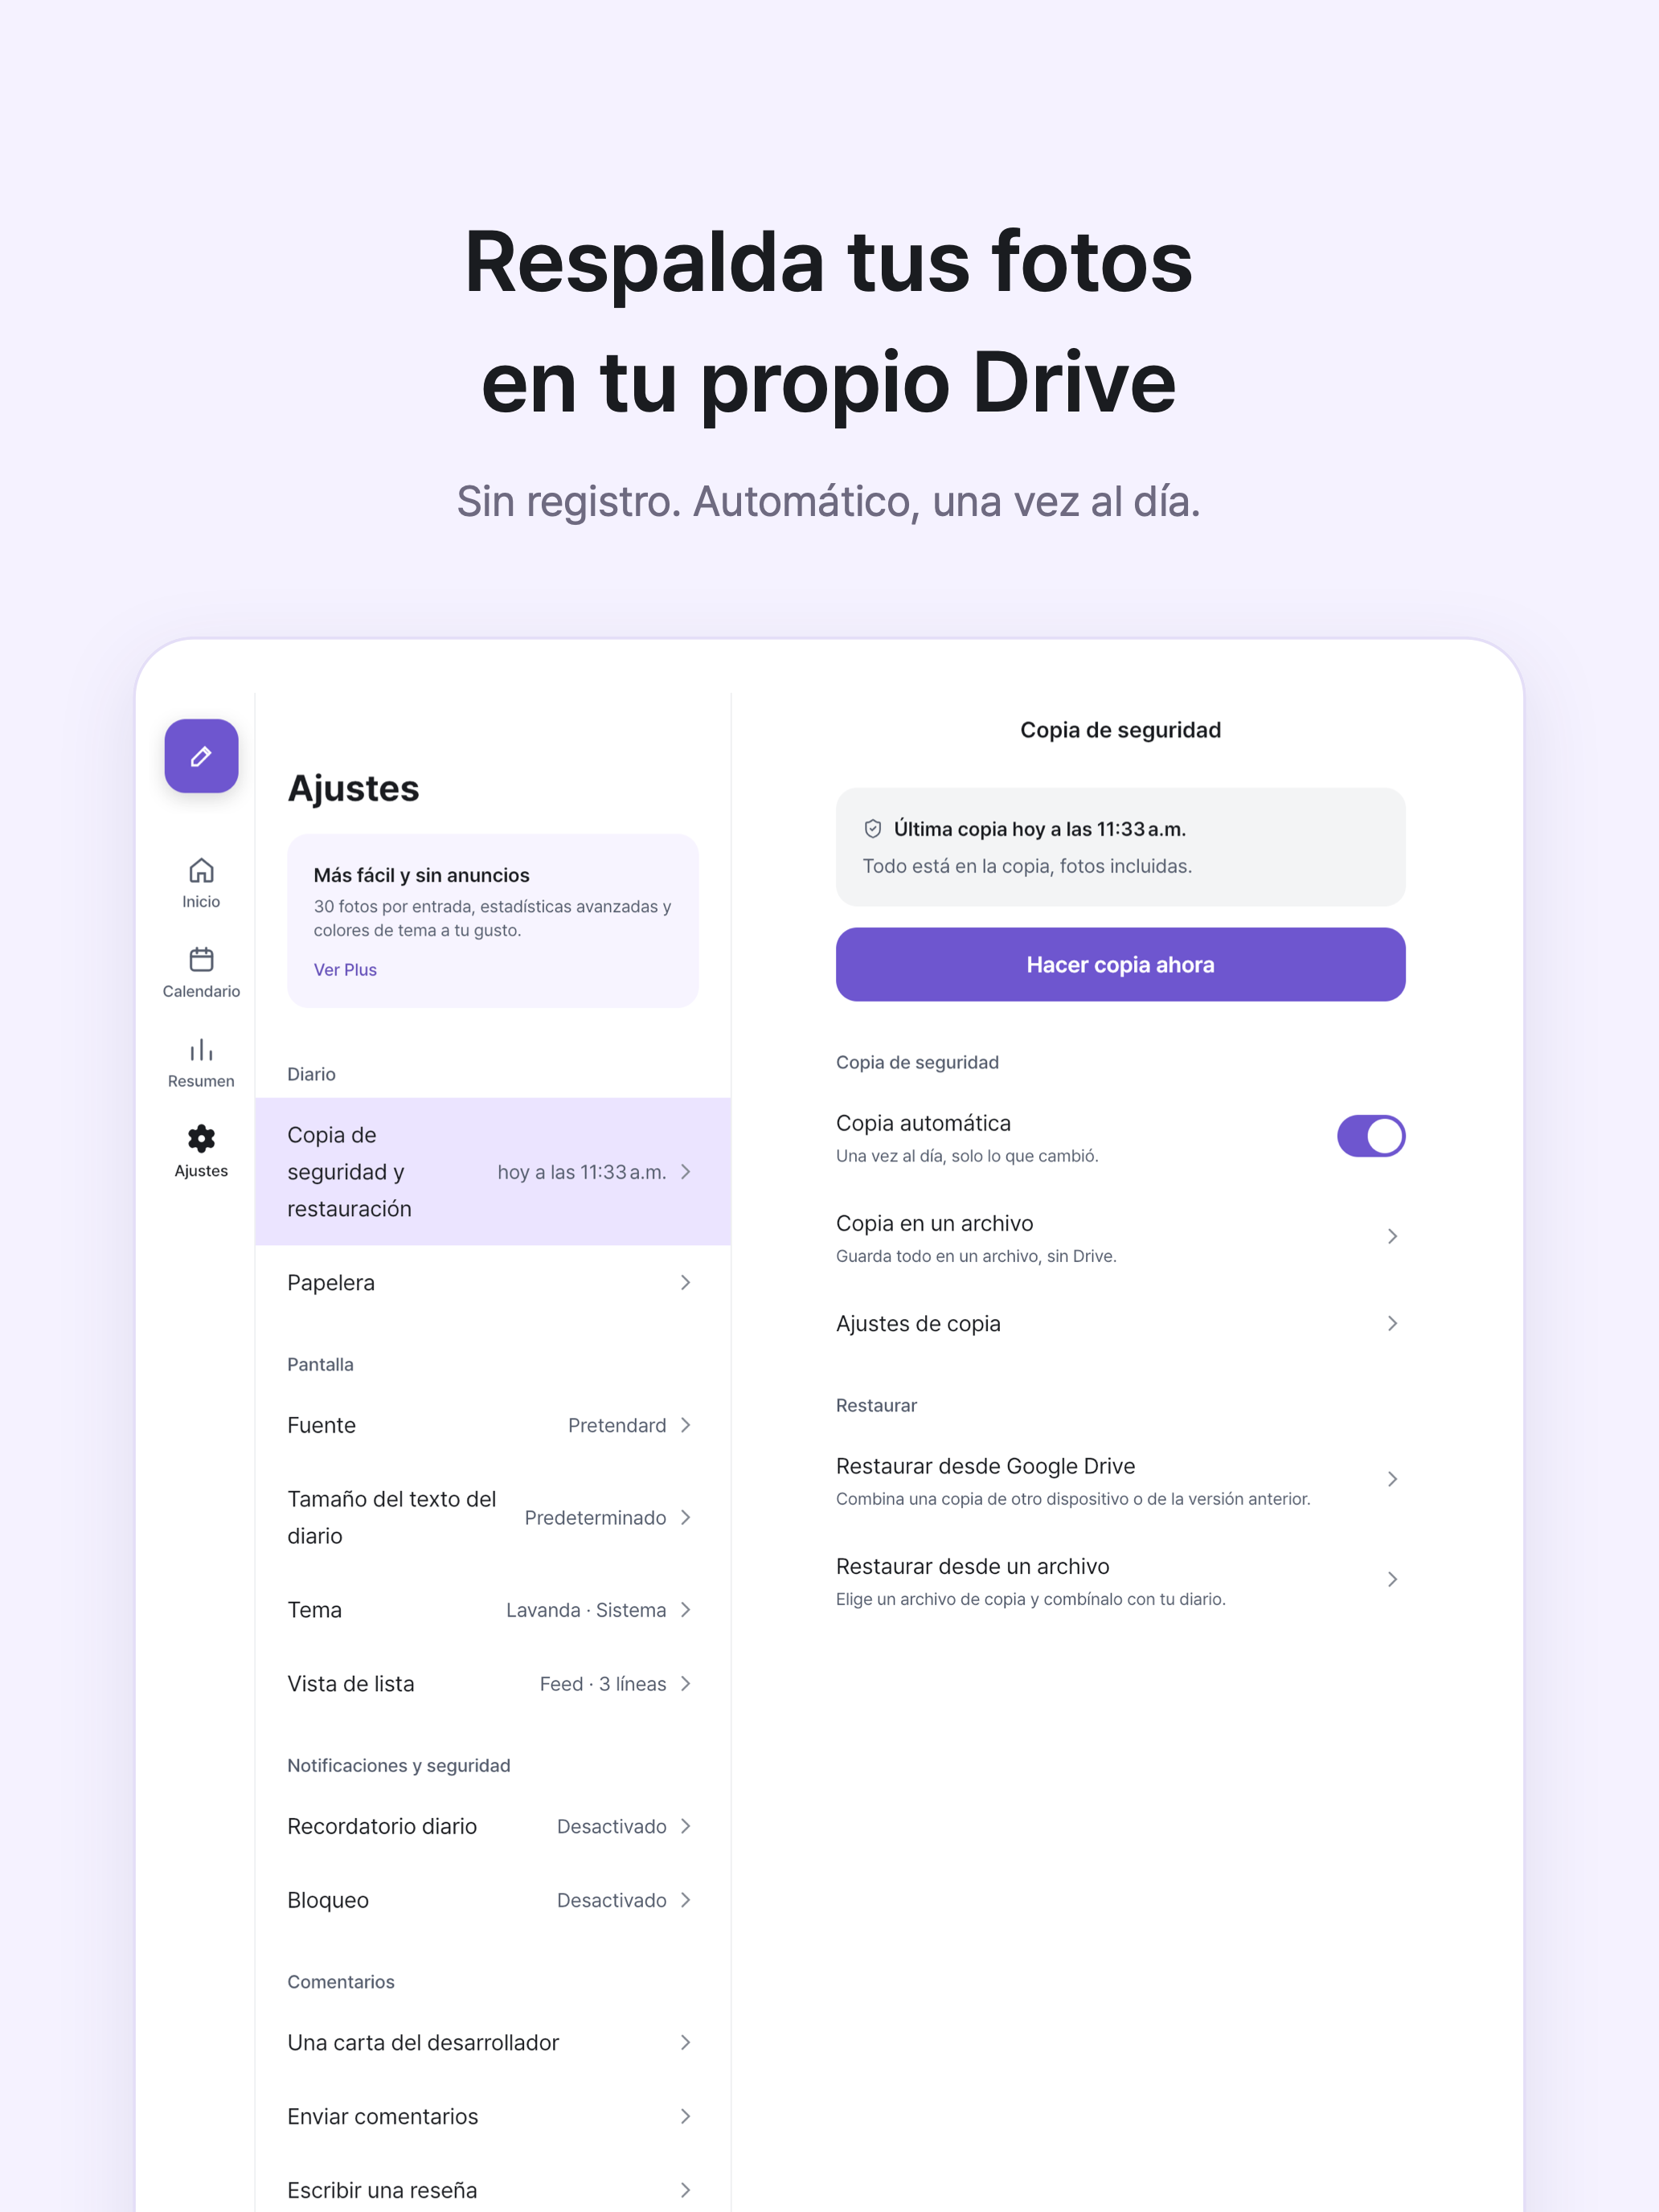 Respalda tus fotos
en tu propio Drive
Sin registro. Automático, una vez al día.
Inicio
Calendario
Resumen
Ajustes
Ajustes
Más fácil y sin anuncios
30 fotos por entrada, estadísticas avanzadas y
colores de tema a tu gusto.
Ver Plus
Diario
Copia de
seguridad y
restauración
hoy a las 11:33 a.m.
Papelera
Pantalla
Fuente
Pretendard
Tamaño del texto del
diario
Predeterminado
Tema
Lavanda · Sistema
Vista de lista
Feed · 3 líneas
Notificaciones y seguridad
Recordatorio diario
Desactivado
Bloqueo
Desactivado
Comentarios
Una carta del desarrollador
Enviar comentarios
Escribir una reseña
Copia de seguridad
Última copia hoy a las 11:33 a.m.
Todo está en la copia, fotos incluidas.
Hacer copia ahora
Copia de seguridad
Copia automática
Una vez al día, solo lo que cambió.
Copia en un archivo
Guarda todo en un archivo, sin Drive.
Ajustes de copia
Restaurar
Restaurar desde Google Drive
Combina una copia de otro dispositivo o de la versión anterior.
Restaurar desde un archivo
Elige un archivo de copia y combínalo con tu diario.